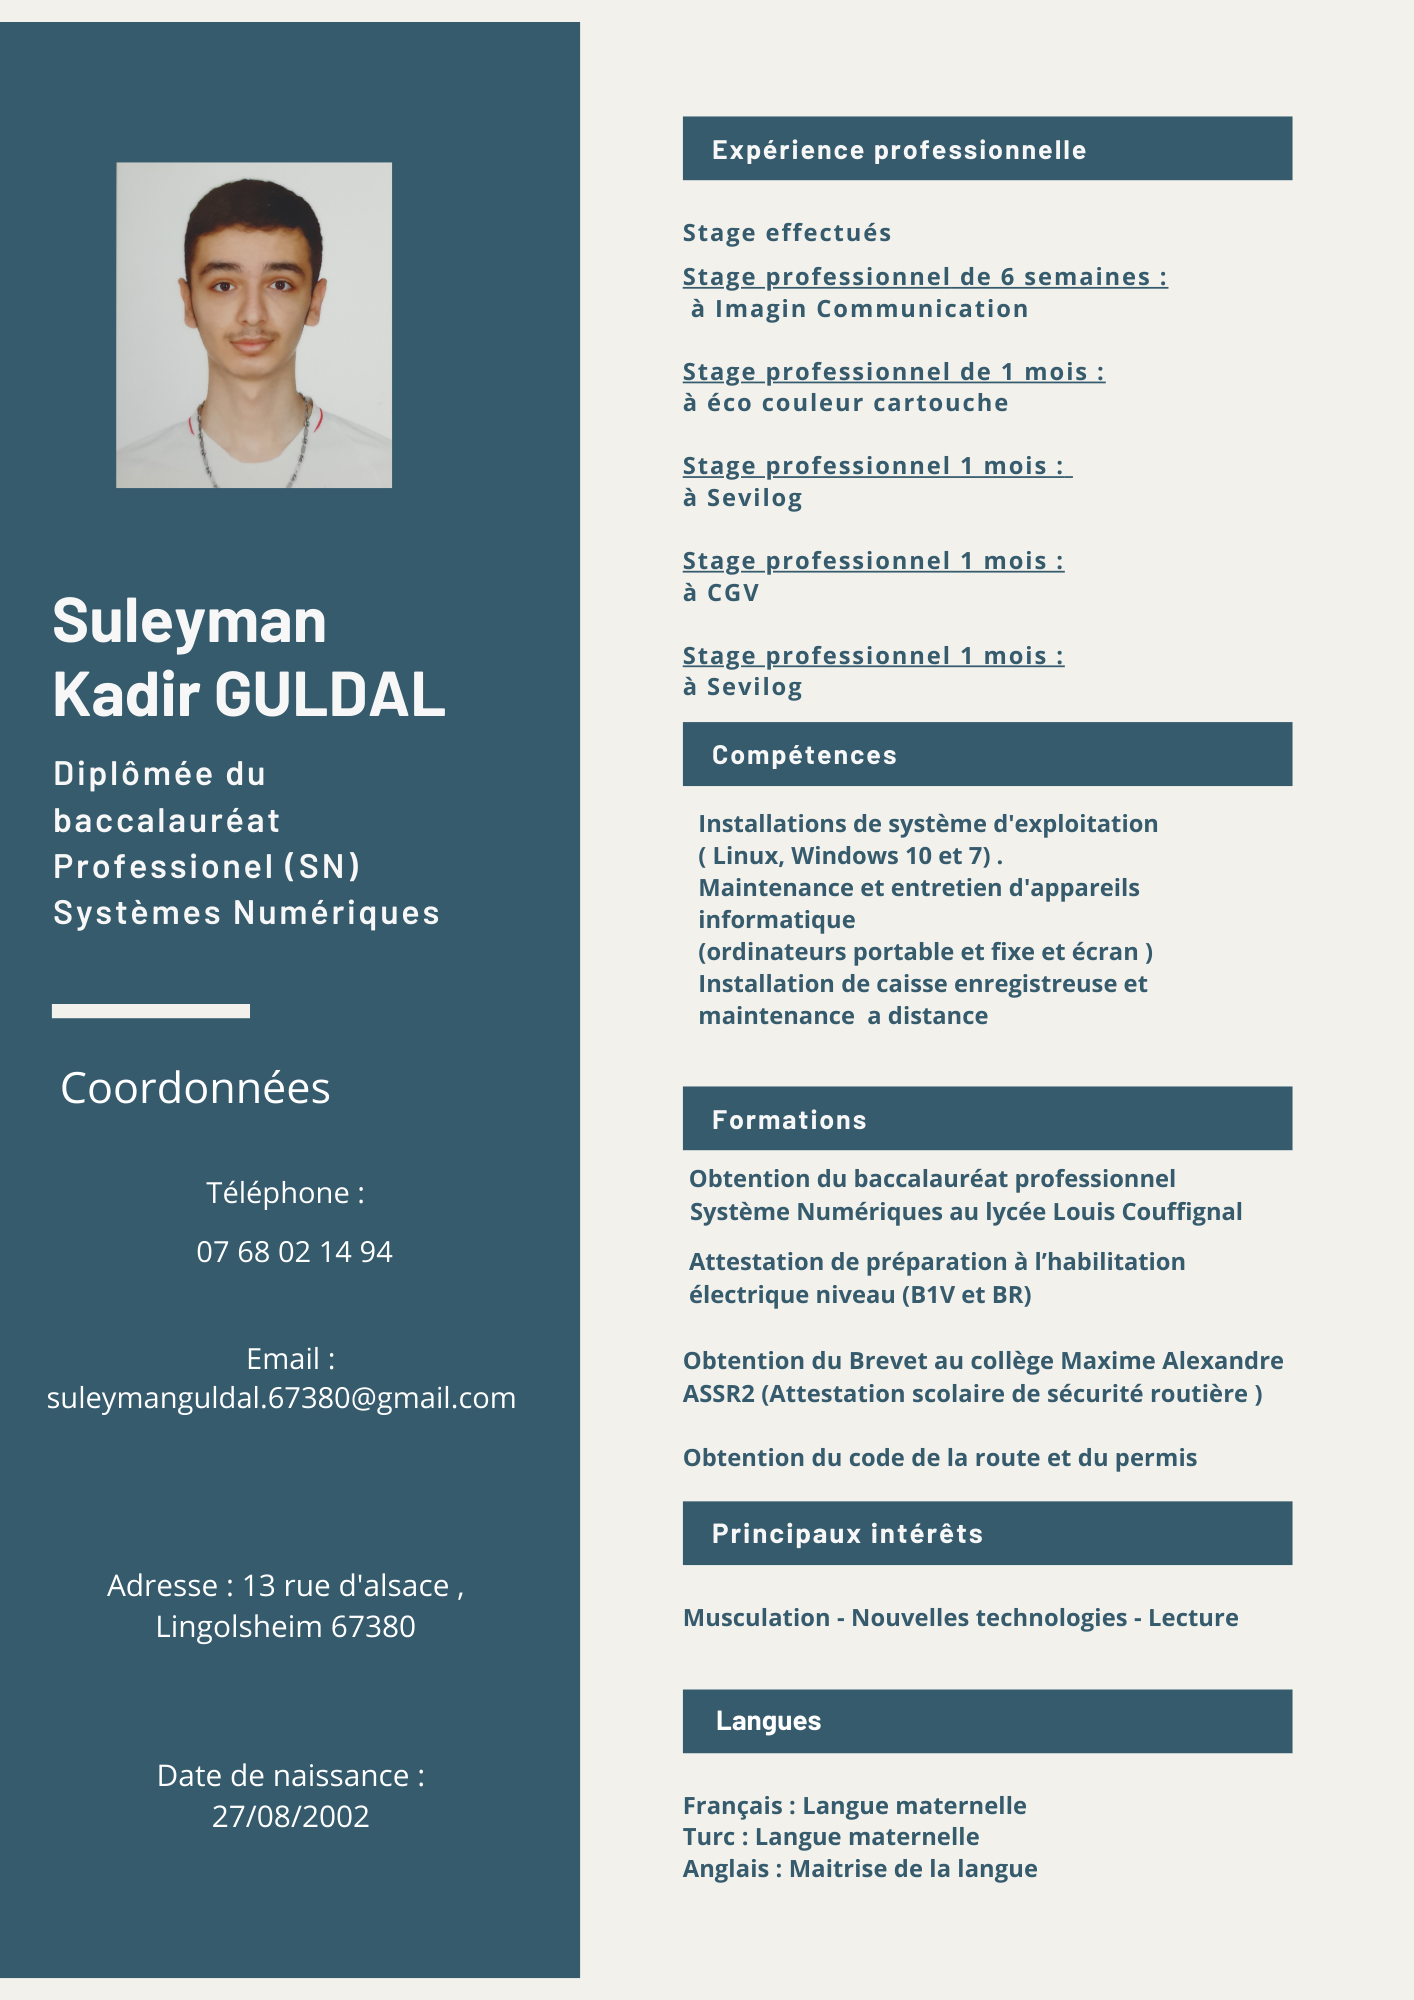 Suleyman
Kadir GULDAL
Diplômée du
baccalauréat
Professionel (SN)
Systèmes Numériques
Coordonnées
Téléphone :
07 68 02 14 94
Email :
suleymanguldal.67380@gmail.com
Adresse : 13 rue d'alsace ,
Lingolsheim 67380
Date de naissance :
27/08/2002
Expérience professionnelle
Stage effectués
Stage professionnel de 6 semaines :
à Imagin Communication
Stage professionnel de 1 mois :
à éco couleur cartouche
Stage professionnel 1 mois :
à Sevilog
Stage professionnel 1 mois :
à CGV
Stage professionnel 1 mois :
à Sevilog
Compétences
Installations de système d'exploitation
( Linux, Windows 10 et 7) .
Maintenance et entretien d'appareils
informatique
(ordinateurs portable et fixe et écran )
Installation de caisse enregistreuse et
maintenance  a distance
Formations
Obtention du baccalauréat professionnel
Système Numériques au lycée Louis Couffignal
Attestation de préparation à l’habilitation
électrique niveau (B1V et BR)
Obtention du Brevet au collège Maxime Alexandre
ASSR2 (Attestation scolaire de sécurité routière )
Obtention du code de la route et du permis
Principaux intérêts
Musculation - Nouvelles technologies - Lecture
Langues
Français : Langue maternelle
Turc : Langue maternelle
Anglais : Maitrise de la langue